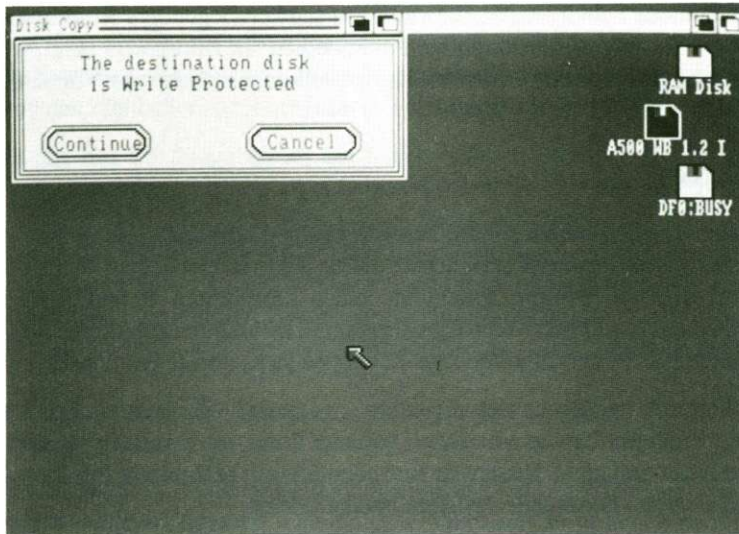 Disk Copy
The destination disk
is Write Protected
Continue
Cancel
RAM Disk
A500 WB 1.2 I
DF0:BUSY